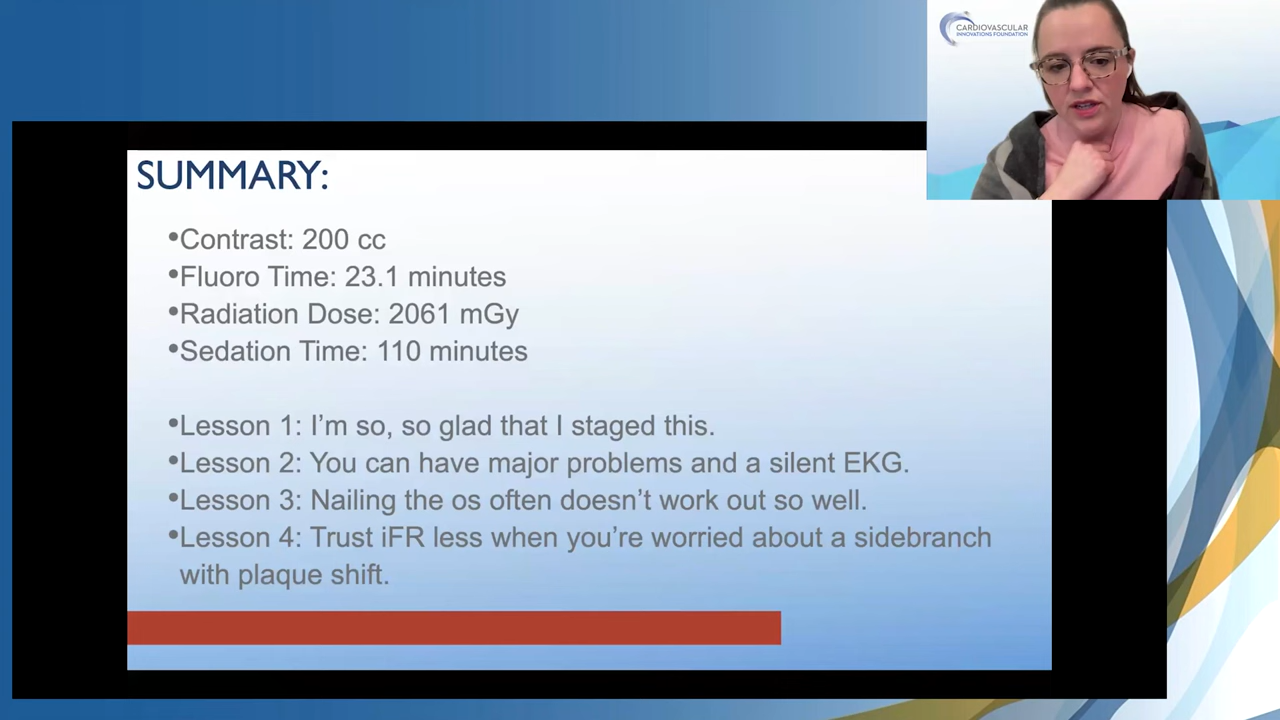 CARDIOVASCULAR
INNOVATIONS FOUNDATION
SUMMARY:
•Contrast: 200 cc
•Fluoro Time: 23.1 minutes
•Radiation Dose: 2061 mGy
•Sedation Time: 110 minutes
•Lesson 1: I’m so, so glad that I staged this.
•Lesson 2: You can have major problems and a silent EKG.
•Lesson 3: Nailing the os often doesn’t work out so well.
•Lesson 4: Trust iFR less when you’re worried about a sidebranch
with plaque shift.